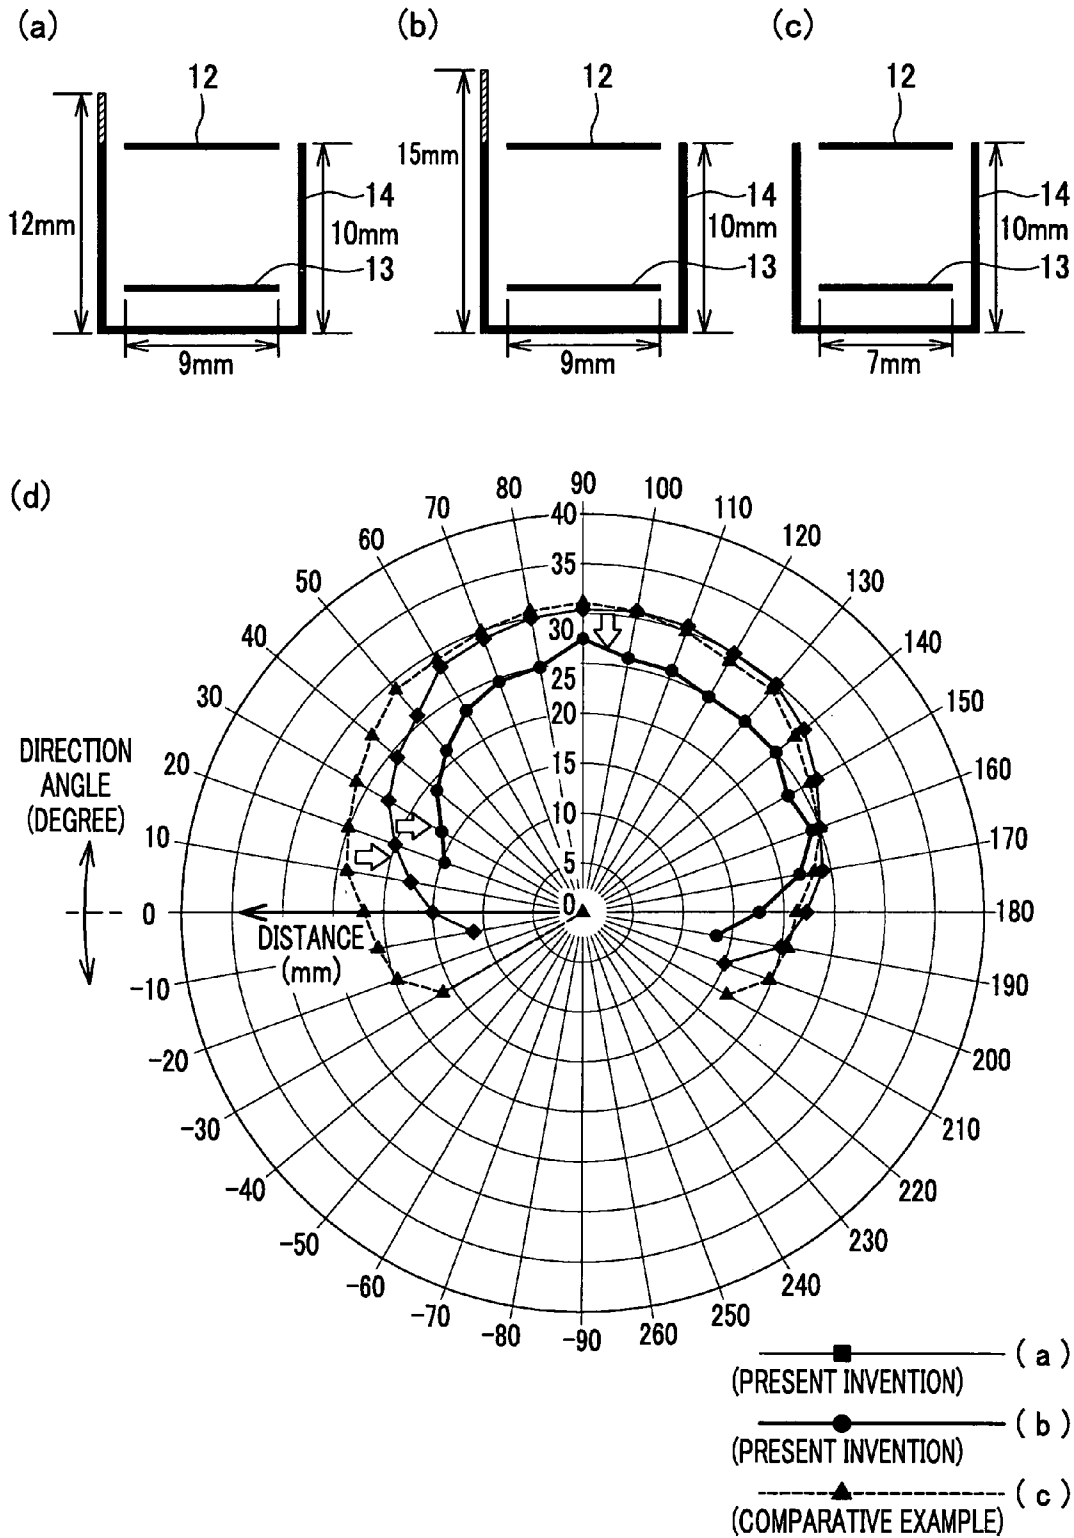 (a)
12
12mm
14
10mm
13
9mm
(b)
12
15mm
14
10mm
13
9mm
(c)
12
14
10mm
13
7mm
(d)
90
80
100
70
110
60
120
50
130
40
140
30
150
20
160
10
170
0
180
-10
190
-20
200
-30
210
-40
220
-50
230
-60
240
-70
250
-80
260
-90
40
35
30
25
20
15
10
5
0
DIRECTION
ANGLE
(DEGREE)
DISTANCE
(mm)
(a)
(PRESENT INVENTION)
(b)
(PRESENT INVENTION)
(c)
(COMPARATIVE EXAMPLE)